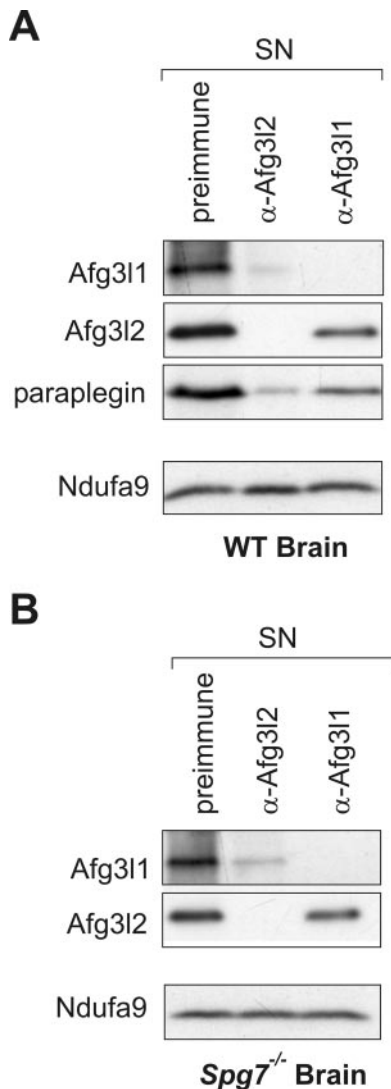 A
SN
preimmune
α-Afg3l2
α-Afg3l1
Afg3l1
Afg3l2
paraplegin
Ndufa9
WT Brain
B
SN
preimmune
α-Afg3l2
α-Afg3l1
Afg3l1
Afg3l2
Ndufa9
Spg7-/- Brain